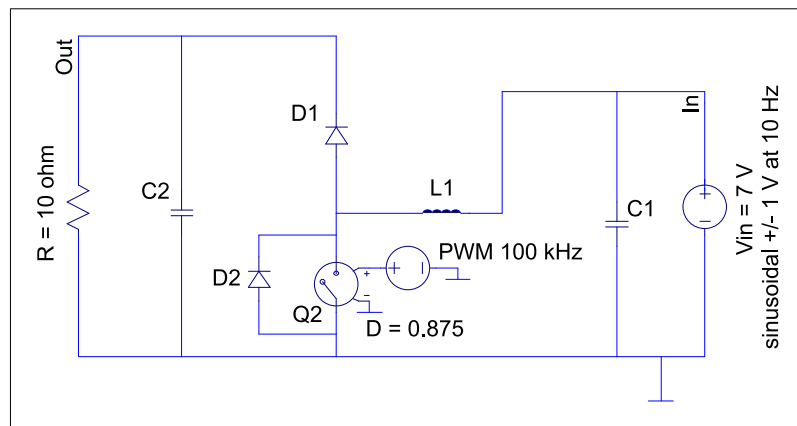 Out
D1
In
C2
L1
C1
R = 10 ohm
Vin = 7 V
sinusoidal +/- 1 V at 10 Hz
+
−
PWM 100 kHz
D2
+
−
+
−
Q2
D = 0.875